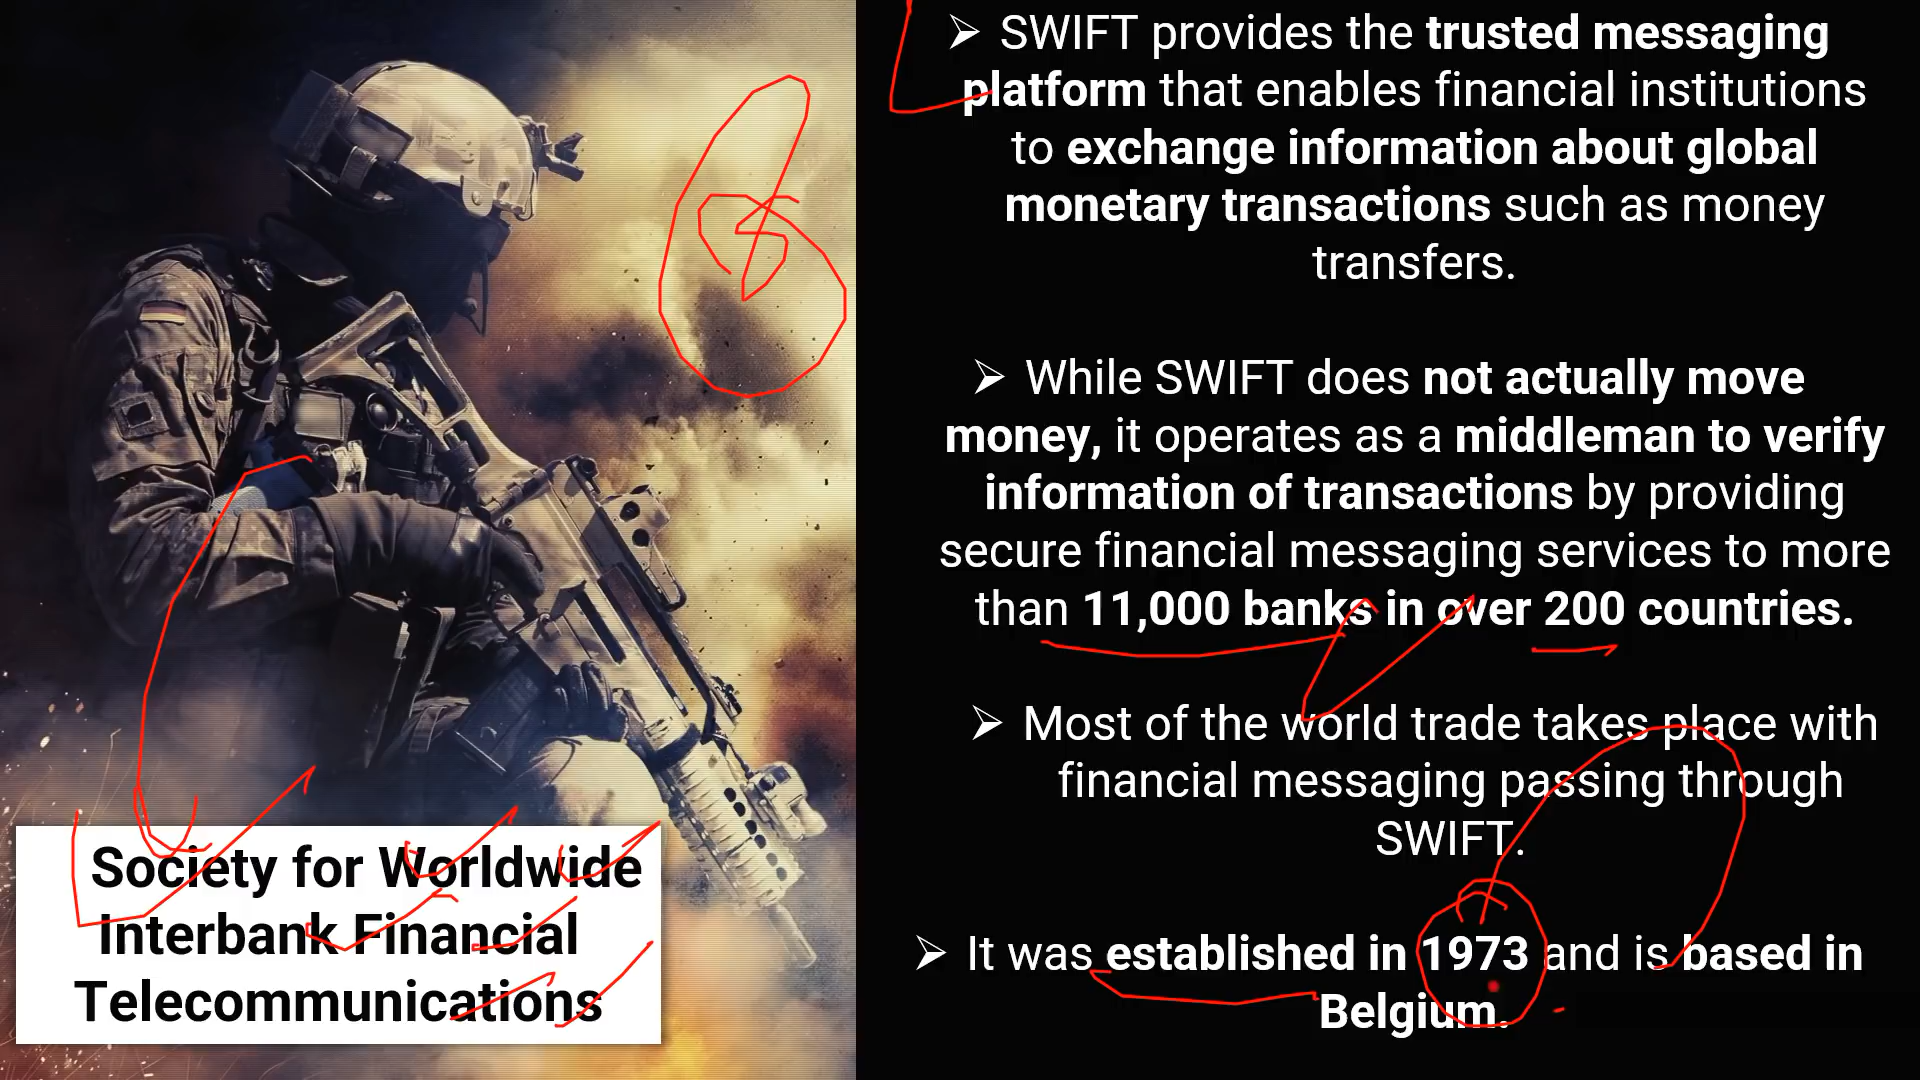 ➢ SWIFT provides the trusted messaging
platform that enables financial institutions
to exchange information about global
monetary transactions such as money
transfers.
➢ While SWIFT does not actually move
money, it operates as a middleman to verify
information of transactions by providing
secure financial messaging services to more
than 11,000 banks in over 200 countries.
➢ Most of the world trade takes place with
financial messaging passing through
SWIFT.
➢ It was established in 1973 and is based in
Belgium.
Society for Worldwide
Interbank Financial
Telecommunications